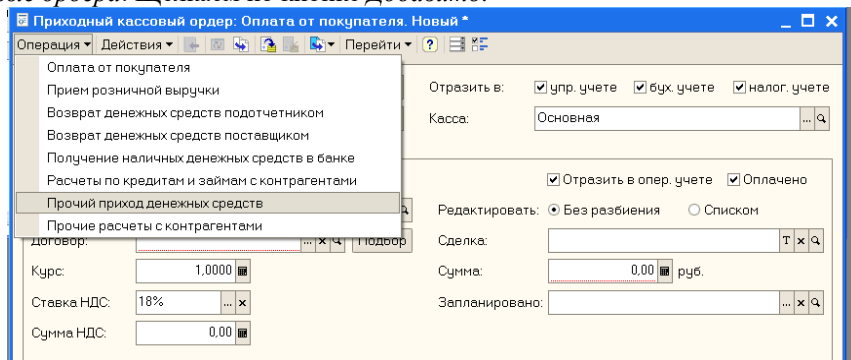 Приходный кассовый ордер: Оплата от покупателя. Новый *
Операция Действия Перейти ?
Оплата от покупателя
Прием розничной выручки
Возврат денежных средств подотчетником
Возврат денежных средств поставщиком
Получение наличных денежных средств в банке
Расчеты по кредитам и займам с контрагентами
Прочий приход денежных средств
Прочие расчеты с контрагентами
Отразить в: упр. учете бух. учете налог. учете
Касса: Основная ...
Отразить в опер. учете Оплачено
Редактировать: Без разбиения Списком
Договор: ... x Подбор Сделка: T x
Курс: 1,0000 Сумма: 0,00 руб.
Ставка НДС: 18% ... x Запланировано: ... x
Сумма НДС: 0,00